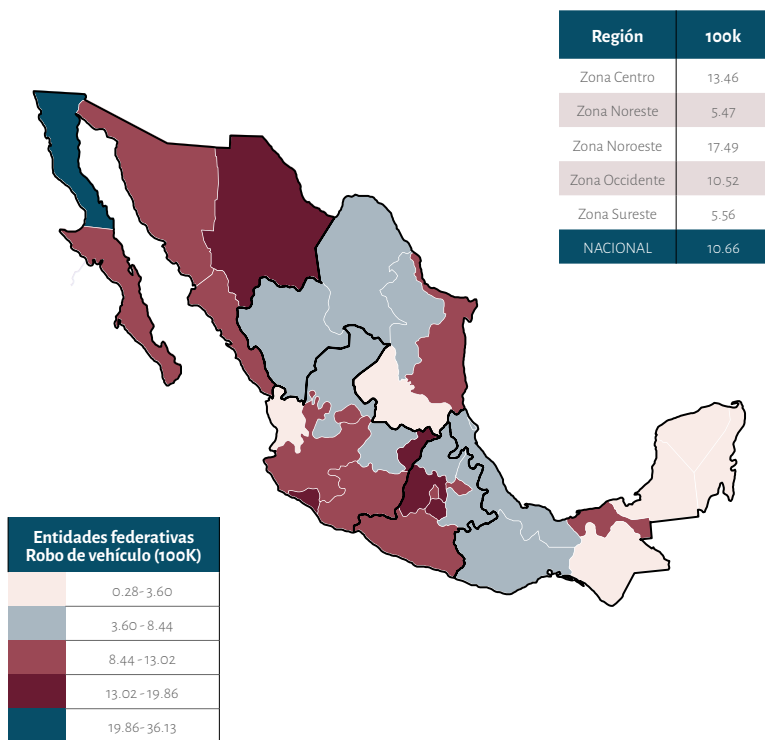 Región 100k
Zona Centro 13.46
Zona Noreste 5.47
Zona Noroeste 17.49
Zona Occidente 10.52
Zona Sureste 5.56
NACIONAL 10.66
Entidades federativas
Robo de vehículo (100K)
0.28-3.60
3.60 - 8.44
8.44 - 13.02
13.02 - 19.86
19.86- 36.13